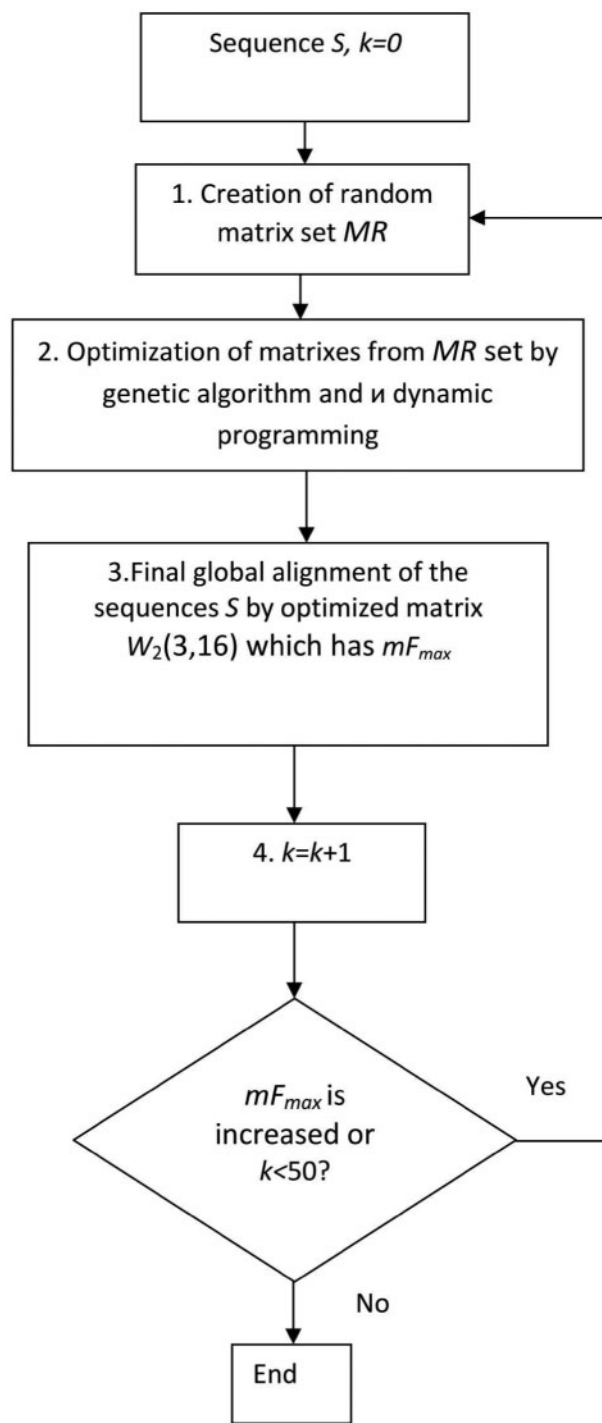 Sequence S, k=0
1. Creation of random
matrix set MR
2. Optimization of matrixes from MR set by
genetic algorithm and и dynamic
programming
3.Final global alignment of the
sequences S by optimized matrix
W₂(3,16) which has mFmax
4. k=k+1
mFmax is
increased or
k<50?
Yes
No
End